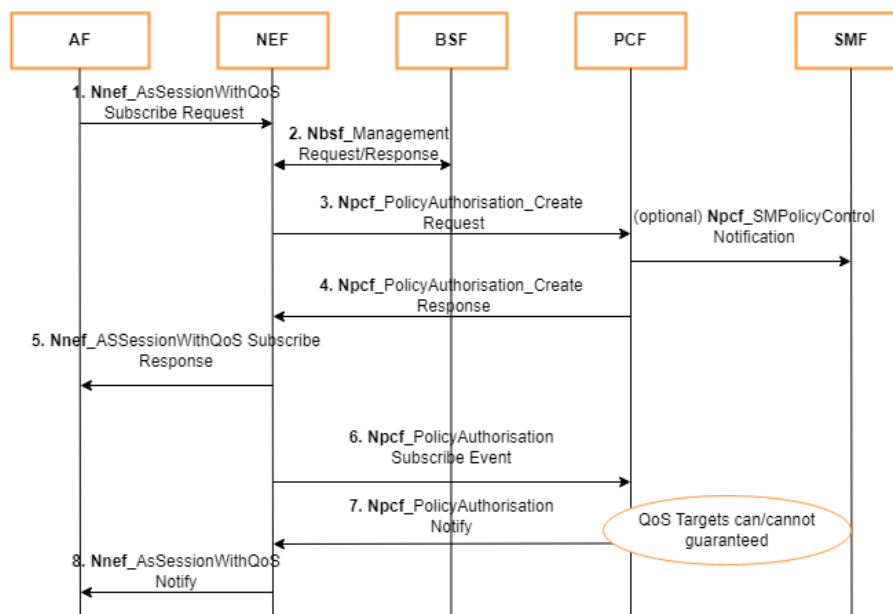 AF
NEF
BSF
PCF
SMF
1. Nnef_AsSessionWithQoS
Subscribe Request
2. Nbsf_Management
Request/Response
3. Npcf_PolicyAuthorisation_Create
Request
(optional) Npcf_SMPolicyControl
Notification
4. Npcf_PolicyAuthorisation_Create
Response
5. Nnef_ASSessionWithQoS Subscribe
Response
6. Npcf_PolicyAuthorisation
Subscribe Event
7. Npcf_PolicyAuthorisation
Notify
QoS Targets can/cannot
guaranteed
8. Nnef_AsSessionWithQoS
Notify